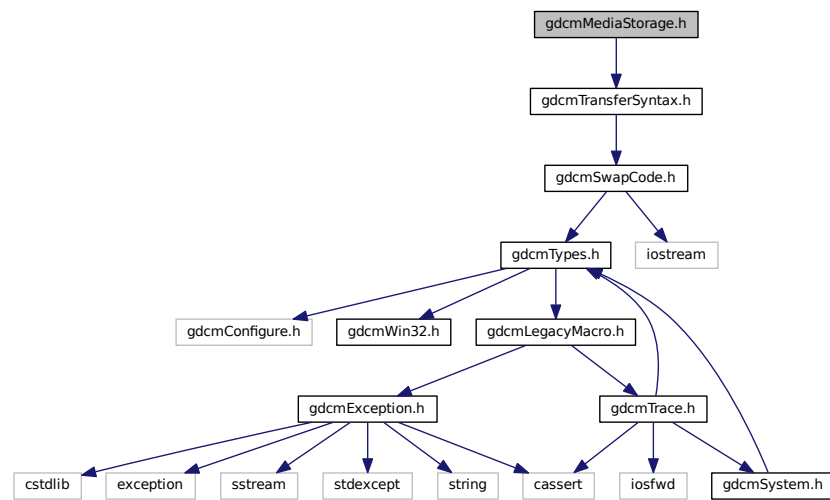 gdcmMediaStorage.h
gdcmTransferSyntax.h
gdcmSwapCode.h
gdcmTypes.h
iostream
gdcmConfigure.h
gdcmWin32.h
gdcmLegacyMacro.h
gdcmException.h
gdcmTrace.h
cstdlib
exception
sstream
stdexcept
string
cassert
iosfwd
gdcmSystem.h